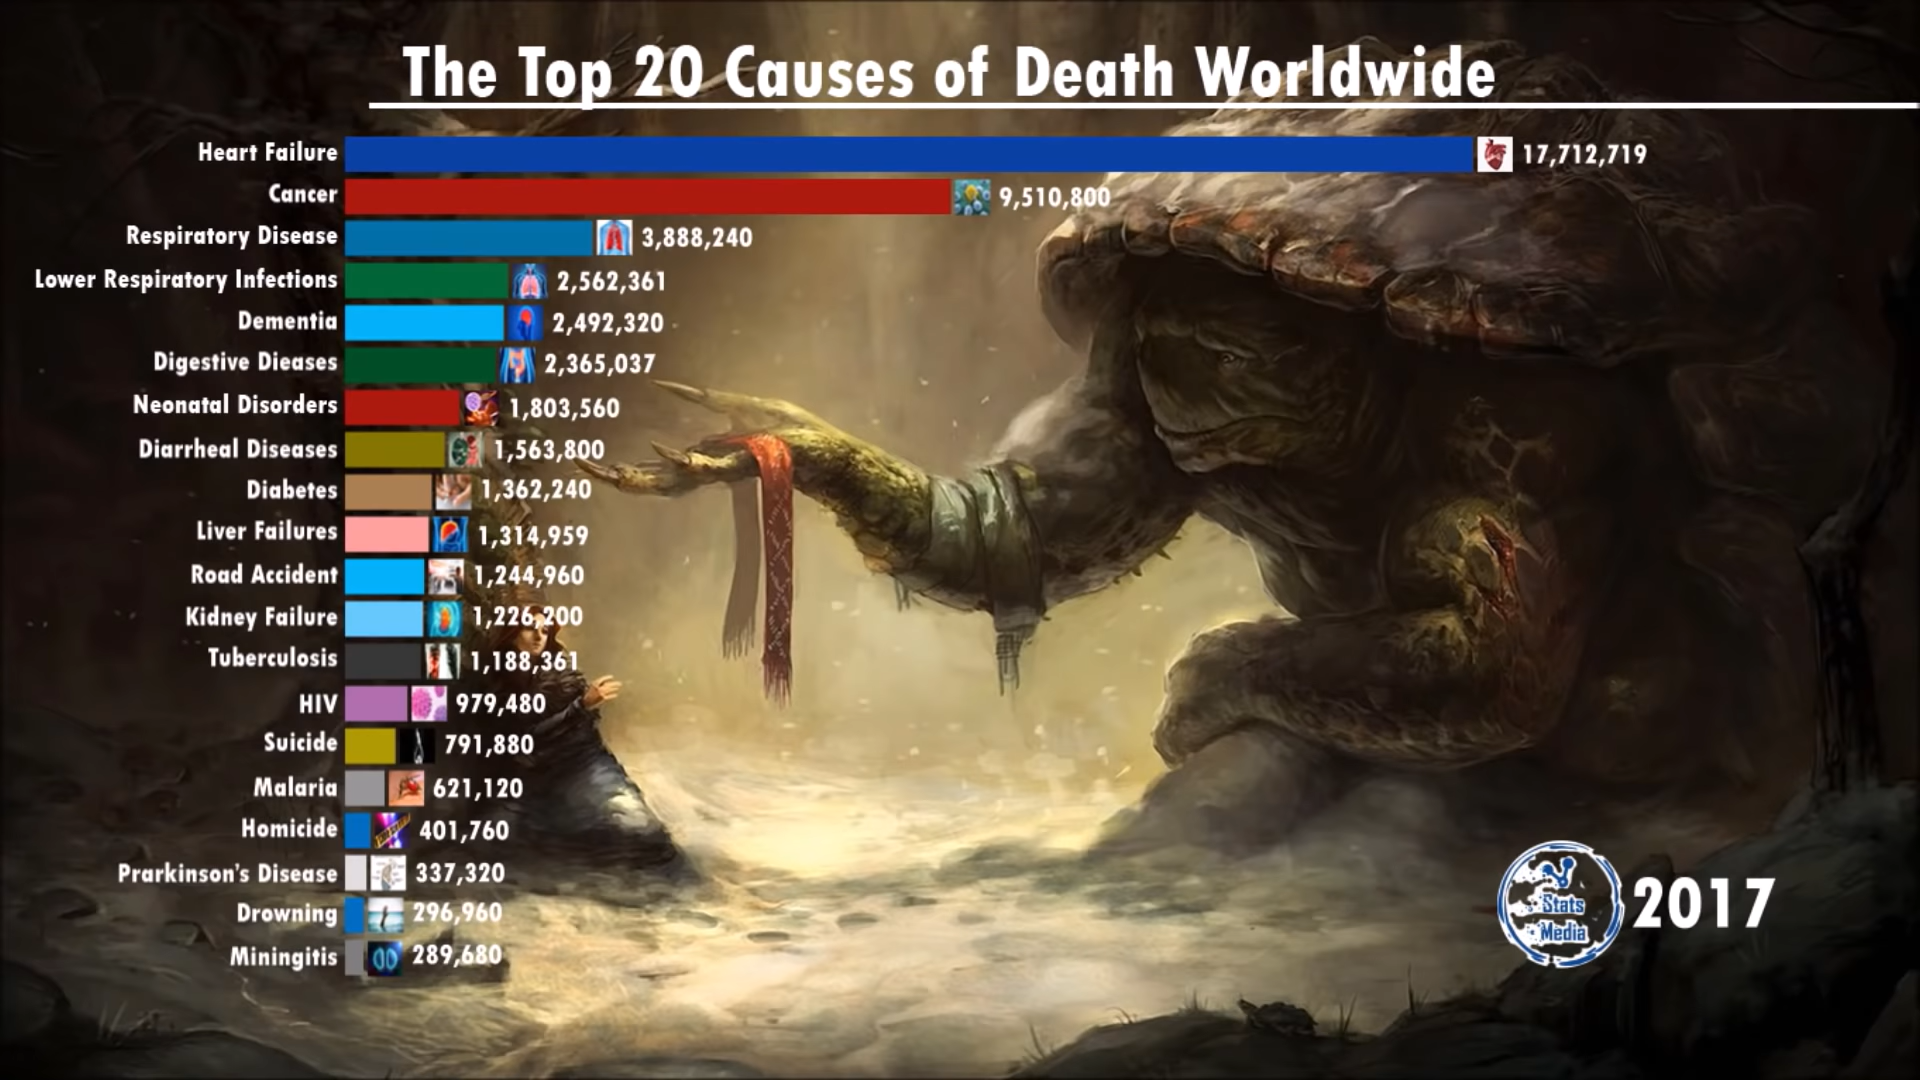 The Top 20 Causes of Death Worldwide
Heart Failure 17,712,719
Cancer 9,510,800
Respiratory Disease 3,888,240
Lower Respiratory Infections 2,562,361
Dementia 2,492,320
Digestive Dieases 2,365,037
Neonatal Disorders 1,803,560
Diarrheal Diseases 1,563,800
Diabetes 1,362,240
Liver Failures 1,314,959
Road Accident 1,244,960
Kidney Failure 1,226,200
Tuberculosis 1,188,361
HIV 979,480
Suicide 791,880
Malaria 621,120
Homicide 401,760
Prarkinson's Disease 337,320
Drowning 296,960
Miningitis 289,680
Stats
Media
2017